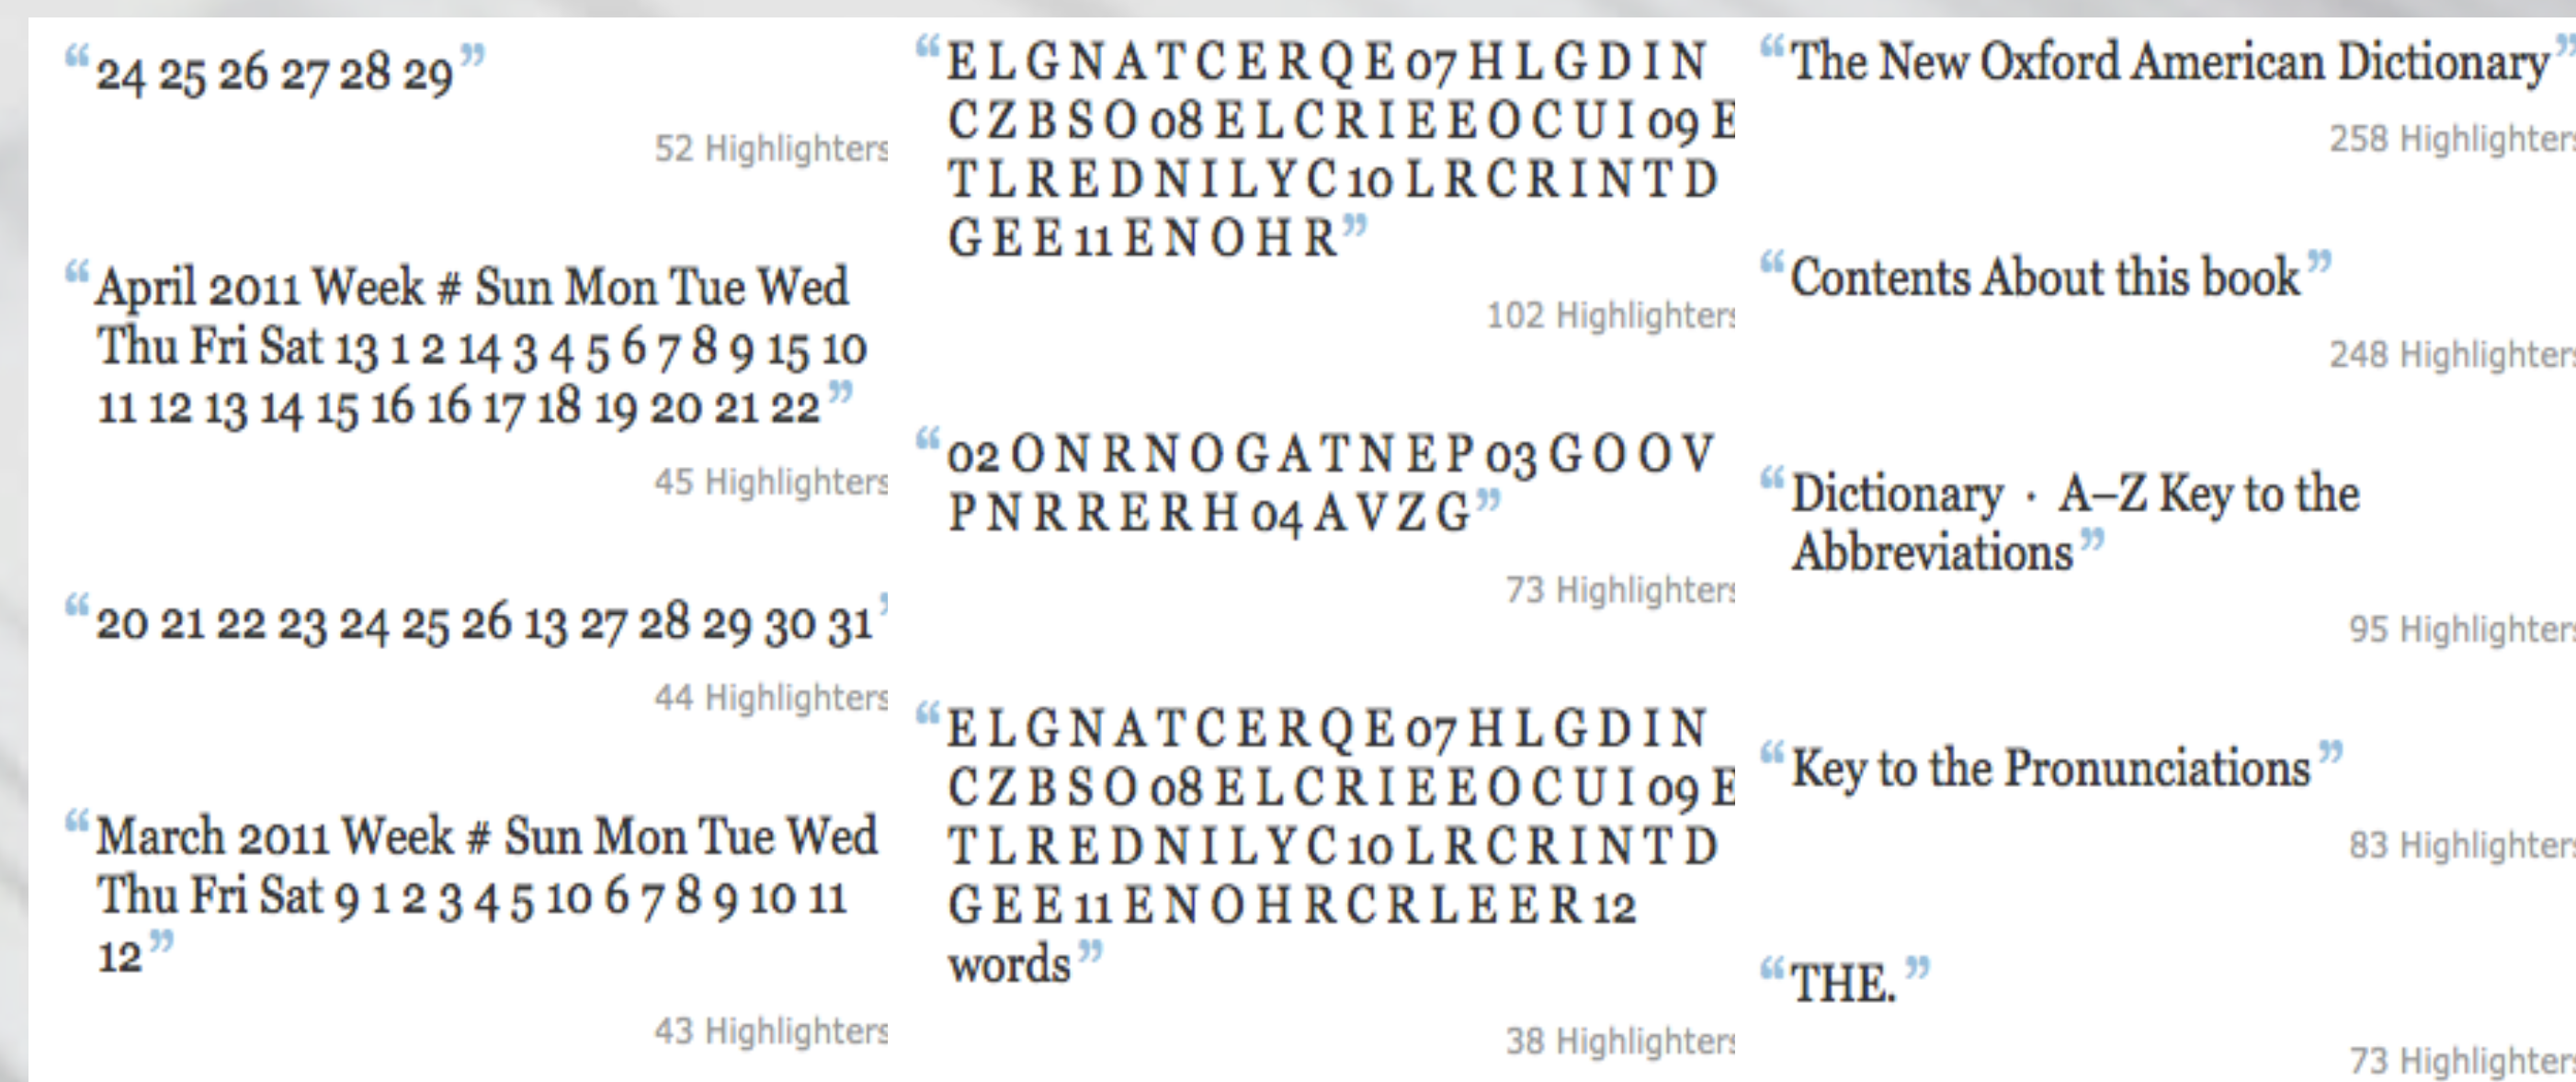 “24 25 26 27 28 29”
52 Highlighters
“April 2011 Week # Sun Mon Tue Wed
Thu Fri Sat 13 1 2 14 3 4 5 6 7 8 9 15 10
11 12 13 14 15 16 16 17 18 19 20 21 22”
45 Highlighters
“20 21 22 23 24 25 26 13 27 28 29 30 31”
44 Highlighters
“March 2011 Week # Sun Mon Tue Wed
Thu Fri Sat 9 1 2 3 4 5 10 6 7 8 9 10 11
12”
43 Highlighters
“E L G N A T C E R Q E 07 H L G D I N
C Z B S O 08 E L C R I E E O C U I 09 E
T L R E D N I L Y C 10 L R C R I N T D
G E E 11 E N O H R”
102 Highlighters
“02 O N R N O G A T N E P 03 G O O V
P N R R E R H 04 A V Z G”
73 Highlighters
“E L G N A T C E R Q E 07 H L G D I N
C Z B S O 08 E L C R I E E O C U I 09 E
T L R E D N I L Y C 10 L R C R I N T D
G E E 11 E N O H R C R L E E R 12
words”
38 Highlighters
“The New Oxford American Dictionary”
258 Highlighters
“Contents About this book”
248 Highlighters
“Dictionary · A–Z Key to the
Abbreviations”
95 Highlighters
“Key to the Pronunciations”
83 Highlighters
“THE.”
73 Highlighters